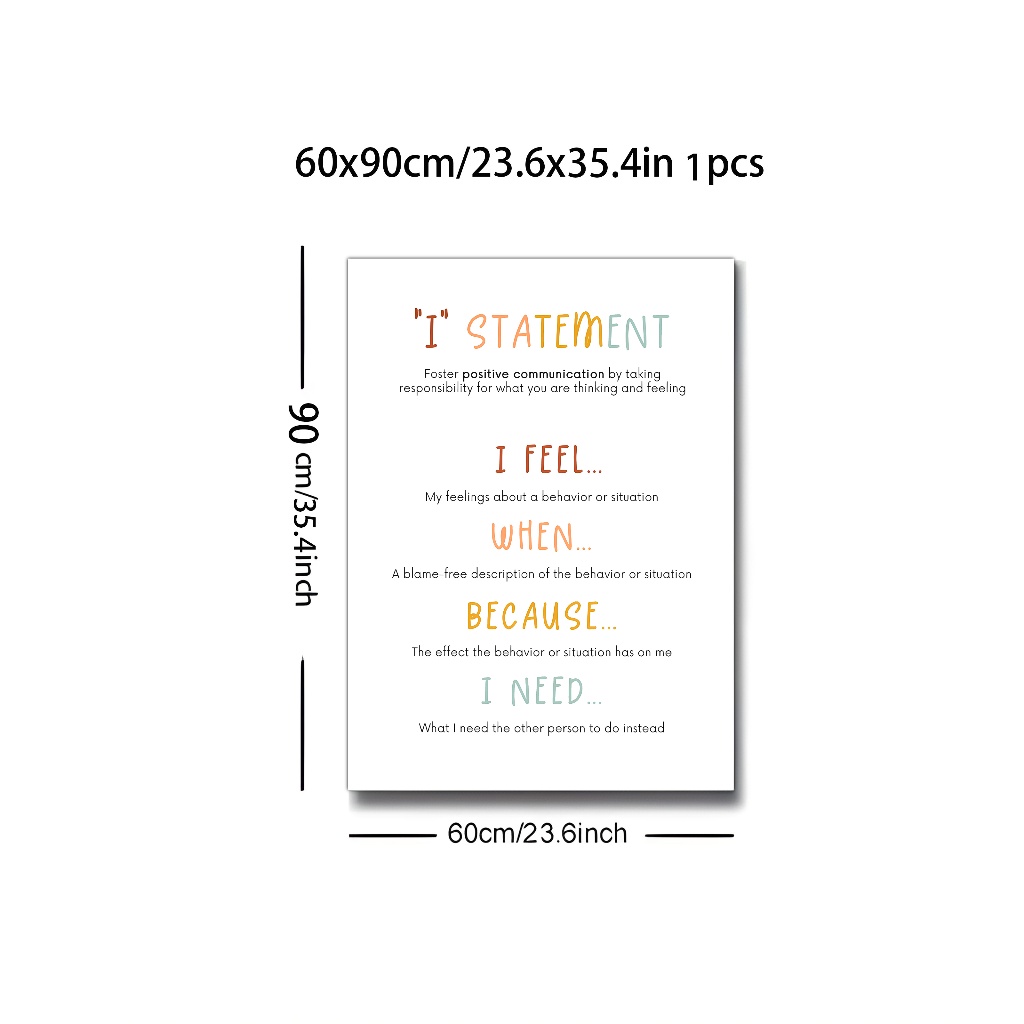 60x90cm/23.6x35.4in 1pcs
90 cm/35.4inch
"I" STATEMENT
Foster positive communication by taking
responsibility for what you are thinking and feeling
I FEEL...
My feelings about a behavior or situation
WHEN...
A blame-free description of the behavior or situation
BECAUSE...
The effect the behavior or situation has on me
I NEED...
What I need the other person to do instead
60cm/23.6inch